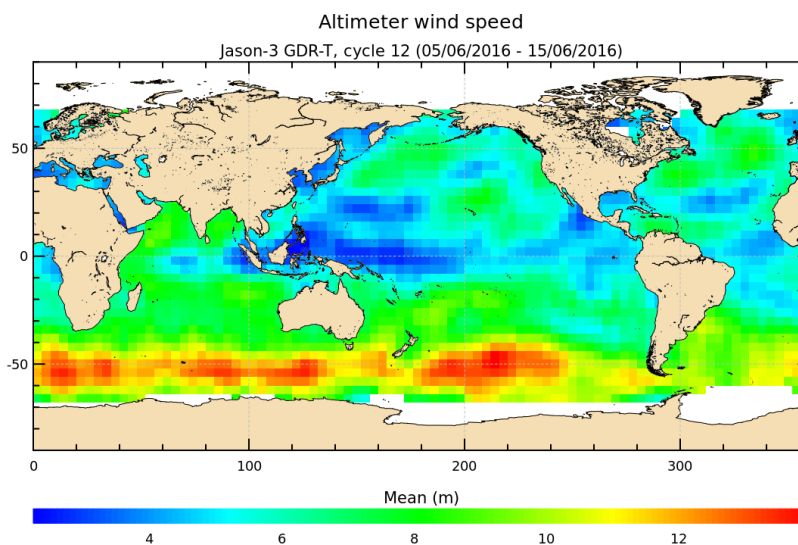 Altimeter wind speed
Jason-3 GDR-T, cycle 12 (05/06/2016 - 15/06/2016)
50
0
-50
0 100 200 300
Mean (m)
4 6 8 10 12